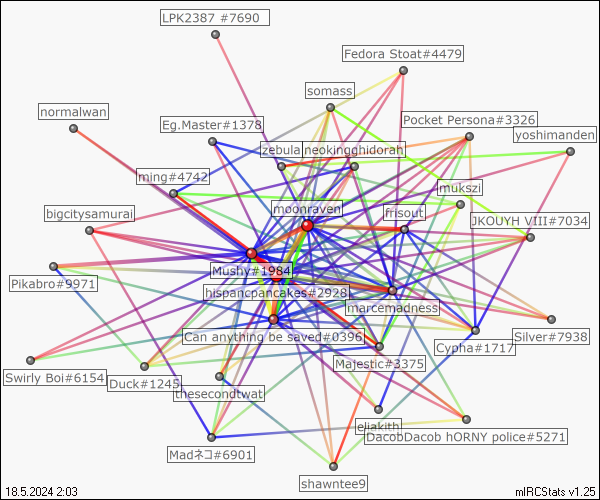 LPK2387 #7690
Fedora Stoat#4479
somass
normalwan
Eg.Master#1378
Pocket Persona#3326
yoshimanden
zebula
neokingghidorah
ming#4742
mukszi
moonraven
frisout
bigcitysamurai
JKOUYH VIII#7034
Mushy#1984
Pikabro#9971
hispancpancakes#2928
marcemadness
Can anything be saved#0396
Cypha#1717
Silver#7938
Majestic#3375
Swirly Boi#6154
Duck#1245
thesecondtwat
eliakith
DacobDacob hORNY police#5271
Madネコ#6901
shawntee9
18.5.2024 2:03
mIRCStats v1.25